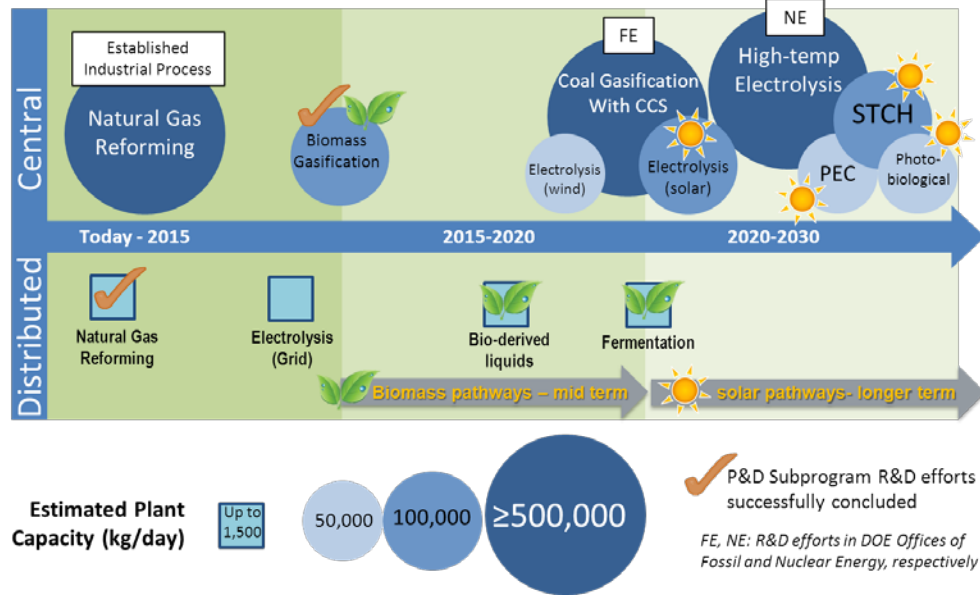 Central
Established
Industrial Process
Natural Gas
Reforming
Biomass
Gasification
FE
Coal Gasification
With CCS
Electrolysis
(wind)
Electrolysis
(solar)
NE
High-temp
Electrolysis
STCH
PEC
Photo-
biological
Today - 2015
2015-2020
2020-2030
Distributed
Natural Gas
Reforming
Electrolysis
(Grid)
Bio-derived
liquids
Fermentation
Biomass pathways – mid term
solar pathways- longer term
Estimated Plant
Capacity (kg/day)
Up to
1,500
50,000
100,000
≥500,000
P&D Subprogram R&D efforts
successfully concluded
FE, NE: R&D efforts in DOE Offices of
Fossil and Nuclear Energy, respectively